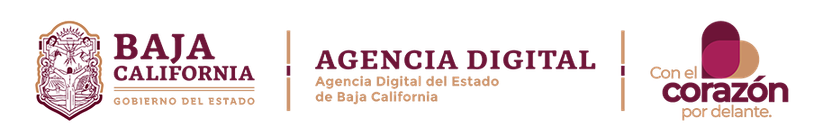 BAJA
CALIFORNIA
GOBIERNO DEL ESTADO
AGENCIA DIGITAL
Agencia Digital del Estado
de Baja California
Con el
corazón
por delante.